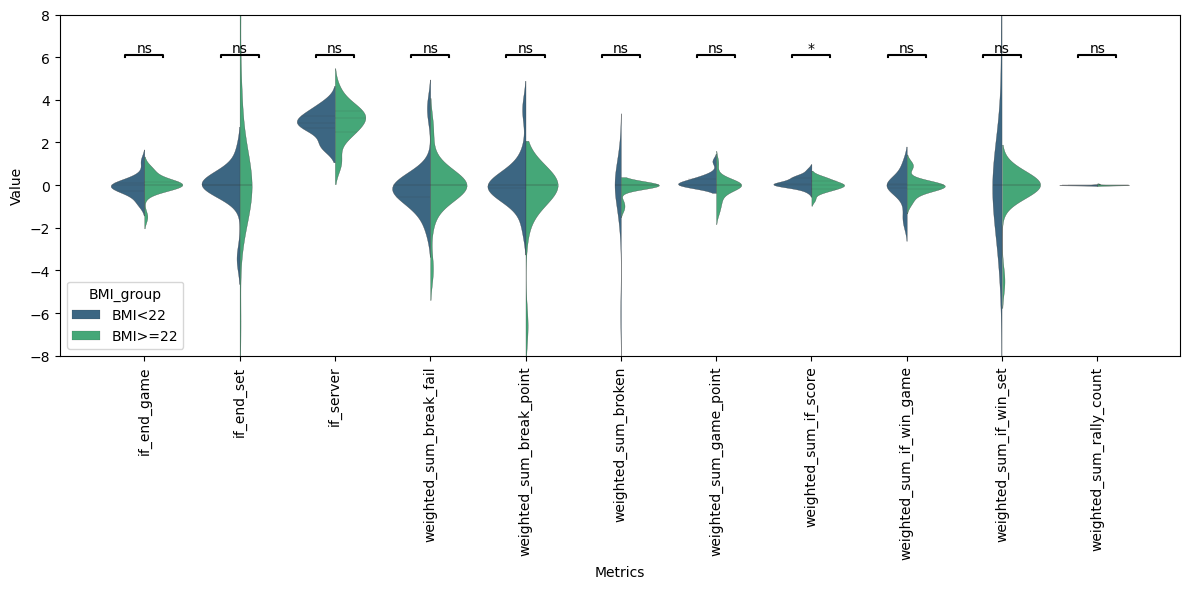 8
6
4
2
0
−2
−4
−6
−8
Value
ns
ns
ns
ns
ns
ns
ns
*
ns
ns
ns
BMI_group
BMI<22
BMI>=22
if_end_game
if_end_set
if_server
weighted_sum_break_fail
weighted_sum_break_point
weighted_sum_broken
weighted_sum_game_point
weighted_sum_if_score
weighted_sum_if_win_game
weighted_sum_if_win_set
weighted_sum_rally_count
Metrics